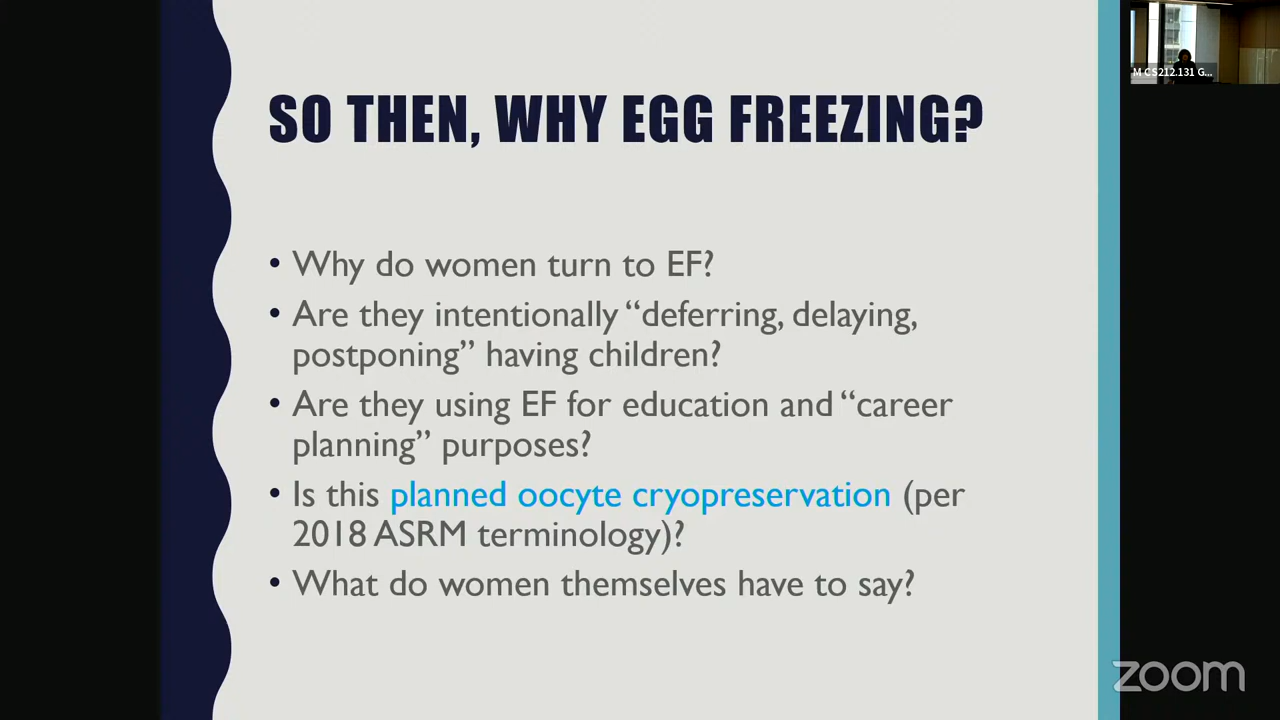 M CS212.131 G...
SO THEN, WHY EGG FREEZING?
• Why do women turn to EF?
• Are they intentionally “deferring, delaying,
postponing” having children?
• Are they using EF for education and “career
planning” purposes?
• Is this planned oocyte cryopreservation (per
2018 ASRM terminology)?
• What do women themselves have to say?
zoom